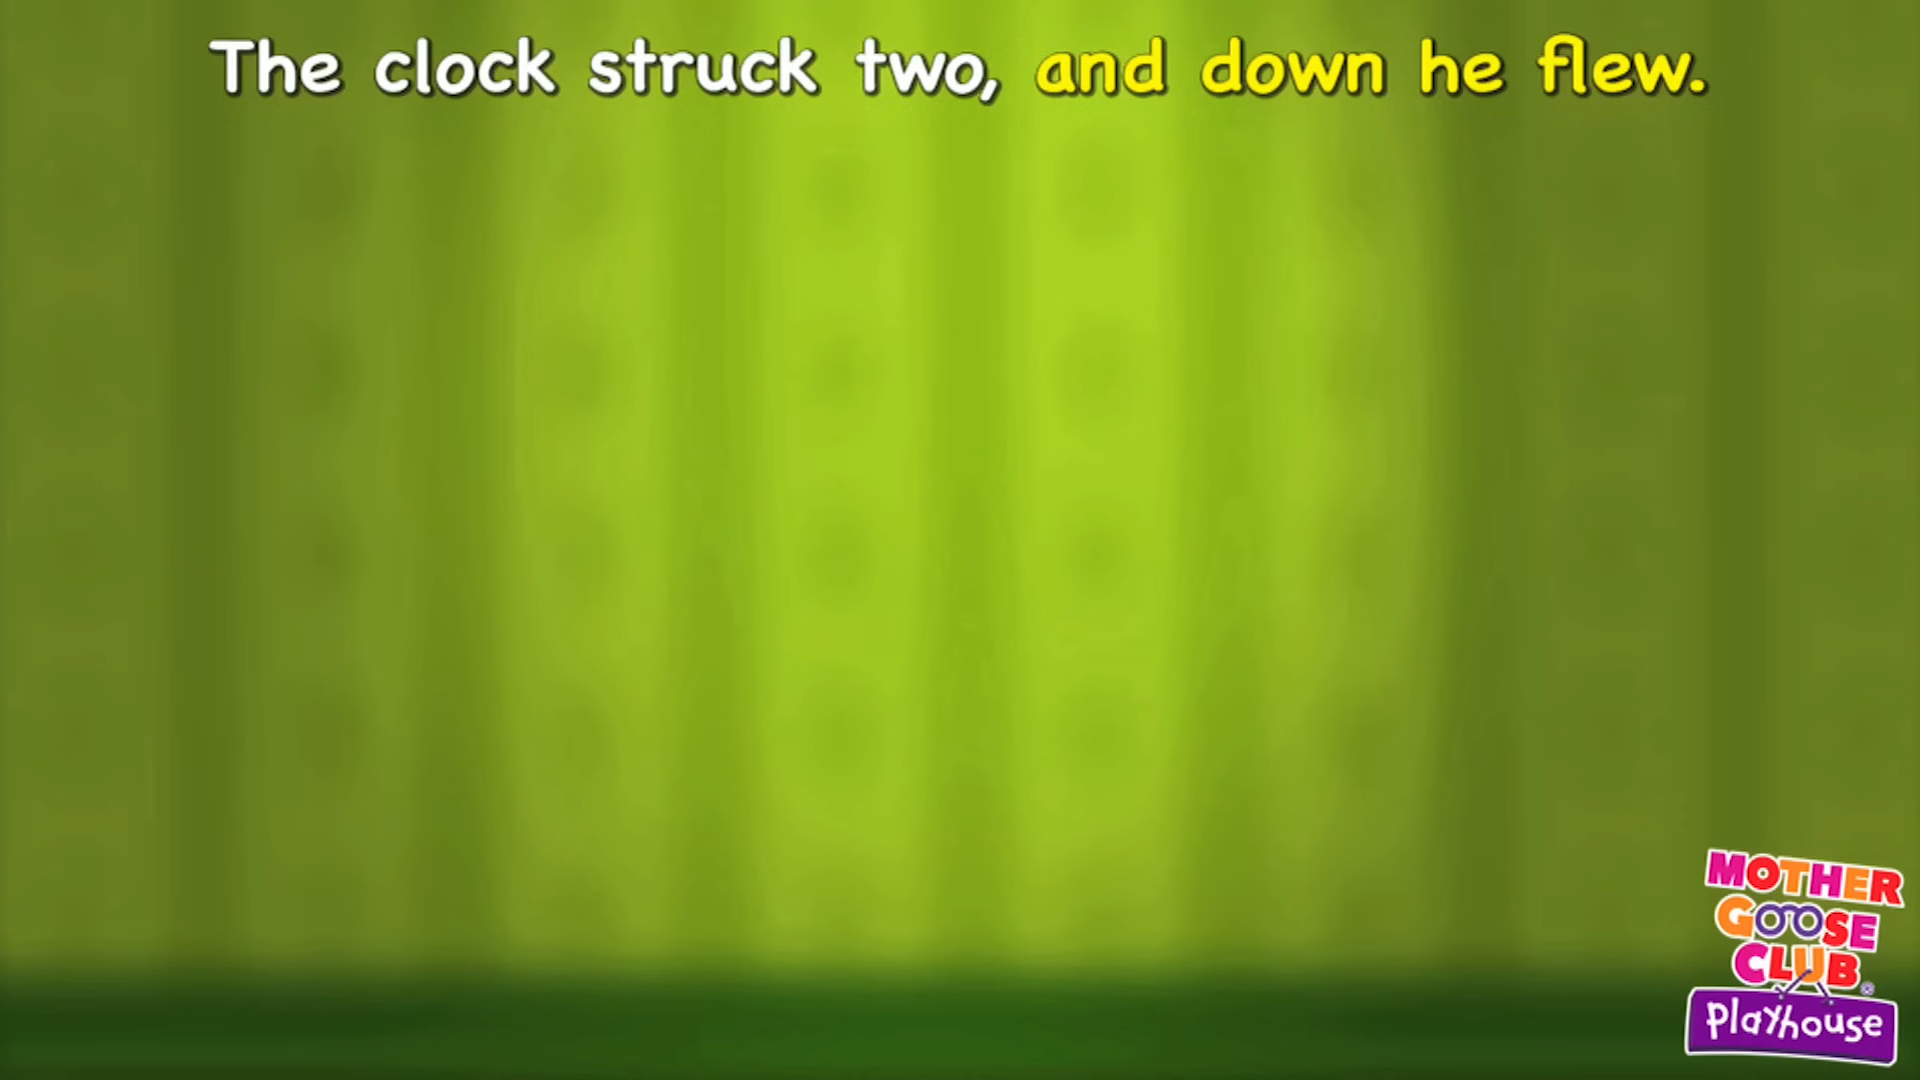 The clock struck two, and down he flew.
MOTHER
GOOSE
CLUB
playhouse